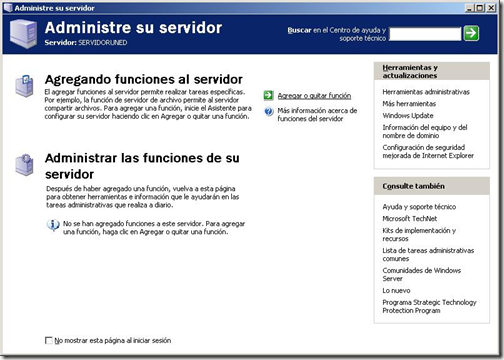 Administre su servidor
Administre su servidor
Servidor: SERVIDORUNED
Buscar en el Centro de ayuda y
soporte técnico
Agregando funciones al servidor
El agregar funciones al servidor permite realizar tareas específicas.
Por ejemplo, la función de servidor de archivo permite al servidor
compartir archivos. Para agregar una función, inicie el Asistente para
configurar su servidor haciendo clic en Agregar o quitar una función.
Agregar o quitar función
Más información acerca de
funciones del servidor
Administrar las funciones de su
servidor
Después de haber agregado una función, vuelva a esta página
para obtener herramientas e información que le ayudarán en las
tareas administrativas que realiza a diario.
No se han agregado funciones a este servidor. Para agregar
una función, haga clic en Agregar o quitar una función.
Herramientas y
actualizaciones
Herramientas administrativas
Más herramientas
Windows Update
Información del equipo y del
nombre de dominio
Configuración de seguridad
mejorada de Internet Explorer
Consulte también
Ayuda y soporte técnico
Microsoft TechNet
Kits de implementación y
recursos
Lista de tareas administrativas
comunes
Comunidades de Windows
Server
Lo nuevo
Programa Strategic Technology
Protection Program
No mostrar esta página al iniciar sesión